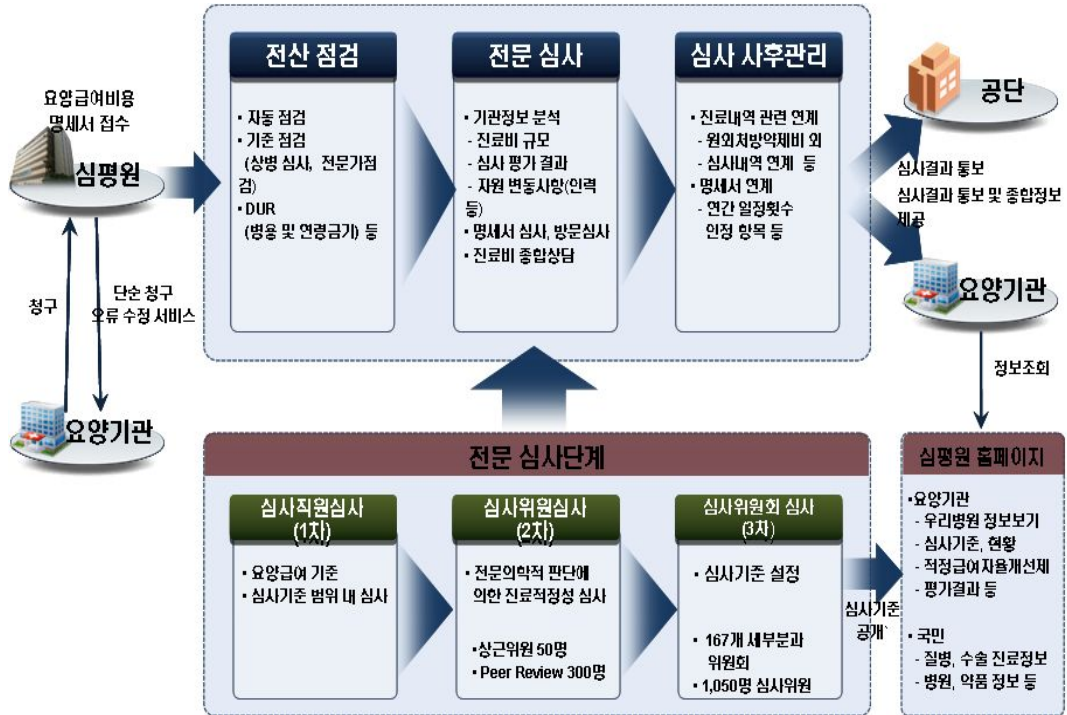 요양급여비용
명세서 접수
심평원
청구
단순 청구
오류 수정 서비스
요양기관
전산 점검
• 자동 점검
• 기준 점검
(상병 심사, 전문가점
검)
• DUR
(병용 및 연령금기) 등
전문 심사
• 기관정보 분석
- 진료비 규모
- 심사 평가 결과
- 자원 변동사항(인력
등)
• 명세서 심사, 방문심사
• 진료비 종합상담
심사 사후관리
• 진료내역 관련 연계
- 원외처방약제비 외
- 심사내역 연계 등
• 명세서 연계
- 연간 일정횟수
인정 항목 등
공단
심사결과 통보
심사결과 통보 및 종합정보
제공
요양기관
정보조회
전문 심사단계
심사직원심사
(1차)
• 요양급여 기준
• 심사기준 범위 내 심사
심사위원심사
(2차)
• 전문의학적 판단에
의한 진료적정성 심사
•상근위원 50명
• Peer Review 300명
심사위원회 심사
(3차)
• 심사기준 설정
• 167개 세부분과
위원회
• 1,050명 심사위원
심사기준
공개`
심평원 홈페이지
•요양기관
- 우리병원 정보보기
- 심사기준, 현황
- 적정급여자율개선제
- 평가결과 등
• 국민
- 질병, 수술 진료정보
- 병원, 약품 정보 등